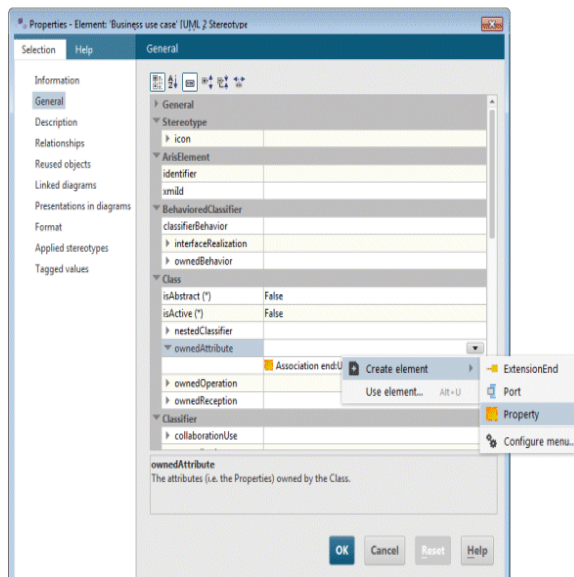 Properties - Element: 'Business use case' [UML 2 Stereotype
Selection Help General
Information
General
Description
Relationships
Reused objects
Linked diagrams
Presentations in diagrams
Format
Applied stereotypes
Tagged values
General
Stereotype
icon
ArisElement
identifier
xmiId
BehavioredClassifier
classifierBehavior
interfaceRealization
ownedBehavior
Class
isAbstract (*) False
isActive (*) False
nestedClassifier
ownedAttribute
Association end:U
Create element
Use element... Alt+U
ExtensionEnd
Port
Property
Configure menu...
ownedOperation
ownedReception
Classifier
collaborationUse
ownedAttribute
The attributes (i.e. the Properties) owned by the Class.
OK Cancel Reset Help